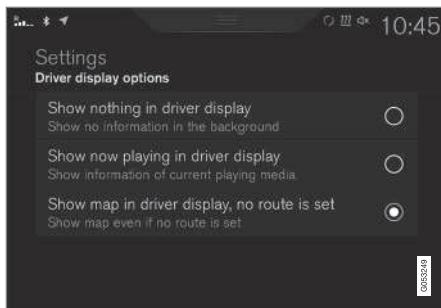 10:45
Settings
Driver display options
Show nothing in driver display
Show no information in the background
Show now playing in driver display
Show information of current playing media.
Show map in driver display, no route is set
Show map even if no route is set
G053249